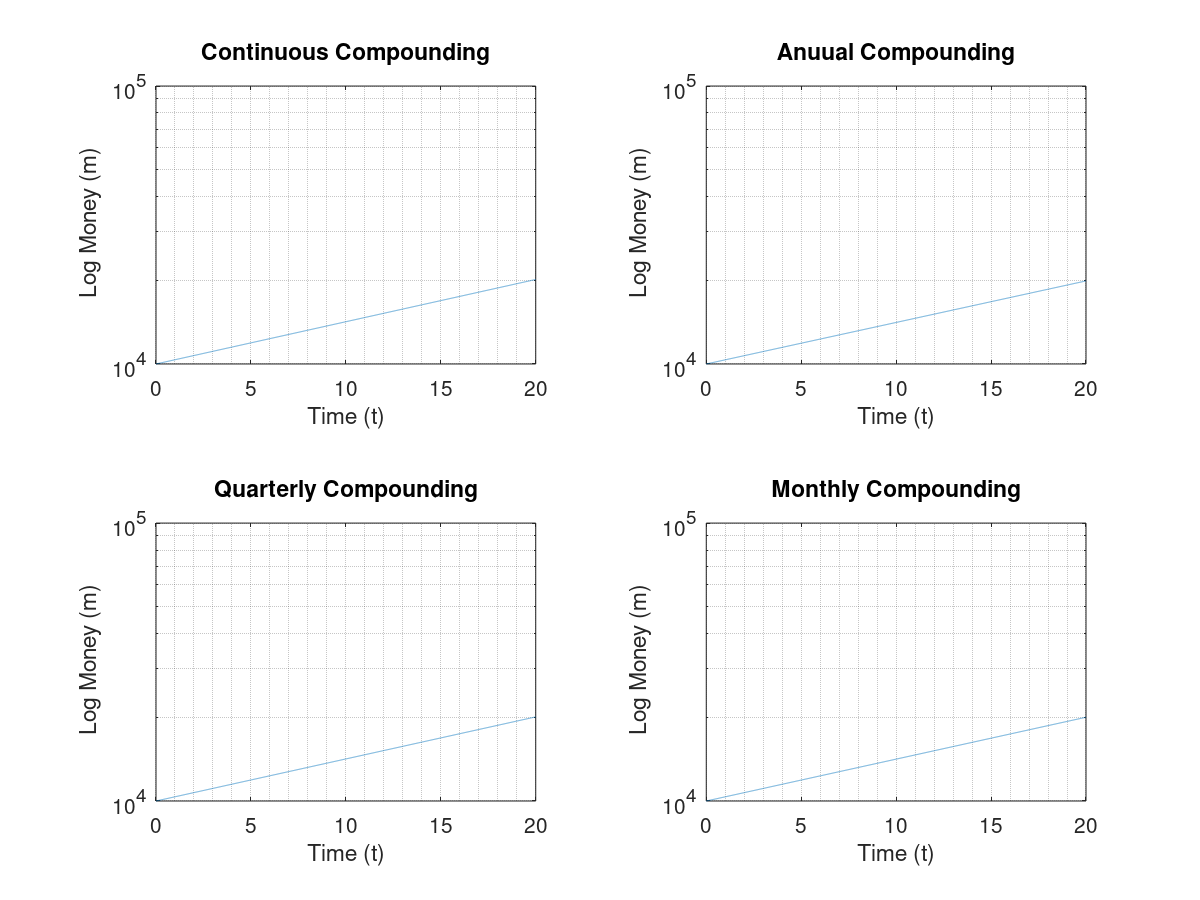 Continuous Compounding
10^5
Log Money (m)
10^4
0 5 10 15 20
Time (t)
Anuual Compounding
10^5
Log Money (m)
10^4
0 5 10 15 20
Time (t)
Quarterly Compounding
10^5
Log Money (m)
10^4
0 5 10 15 20
Time (t)
Monthly Compounding
10^5
Log Money (m)
10^4
0 5 10 15 20
Time (t)